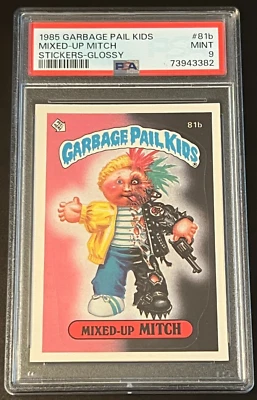 1985 GARBAGE PAIL KIDS #81b
MIXED-UP MITCH MINT
STICKERS-GLOSSY PSA 9
73943382
81b
GARBAGE PAIL KIDS
MIXED-UP MITCH